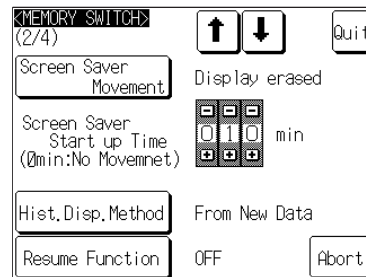 <MEMORY SWITCH>
(2/4)
Quit
Screen Saver
Movement
Display erased
Screen Saver
Start up Time
(0min:No Movemnet)
010 min
Hist.Disp.Method
From New Data
Resume Function
OFF
Abort